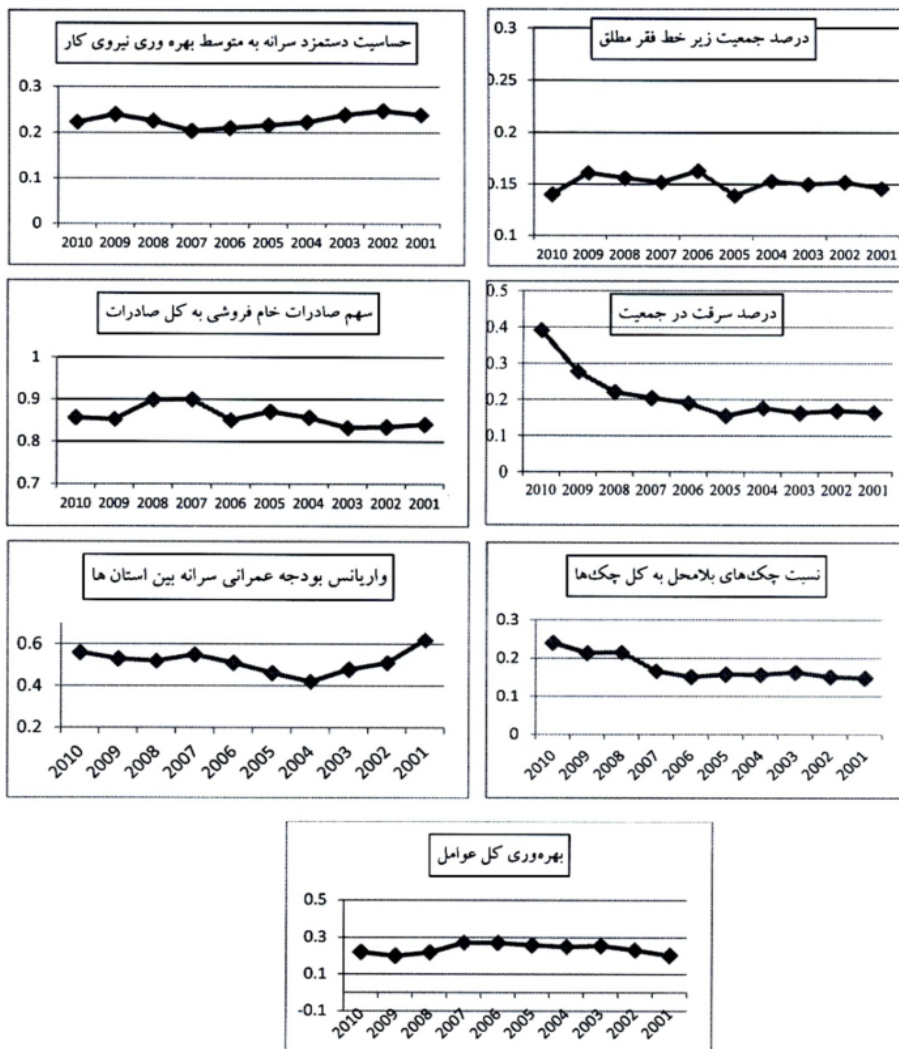 درصد جمعیت زیر خط فقر مطلق
0.3
0.25
0.2
0.15
0.1
2010 2009 2008 2007 2006 2005 2004 2003 2002 2001
حساسیت دستمزد سرانه به متوسط بهره وری نیروی کار
0.3
0.2
0.1
0
2010 2009 2008 2007 2006 2005 2004 2003 2002 2001
درصد سرقت در جمعیت
0.5
0.4
0.3
0.2
0.1
0
2010 2009 2008 2007 2006 2005 2004 2003 2002 2001
سهم صادرات خام فروشی به کل صادرات
1
0.9
0.8
0.7
2010 2009 2008 2007 2006 2005 2004 2003 2002 2001
نسبت چک‌های بلامحل به کل چک‌ها
0.3
0.2
0.1
0
2010 2009 2008 2007 2006 2005 2004 2003 2002 2001
واریانس بودجه عمرانی سرانه بین استان ها
0.6
0.4
0.2
2010 2009 2008 2007 2006 2005 2004 2003 2002 2001
بهره‌وری کل عوامل
0.5
0.3
0.1
-0.1
2010 2009 2008 2007 2006 2005 2004 2003 2002 2001